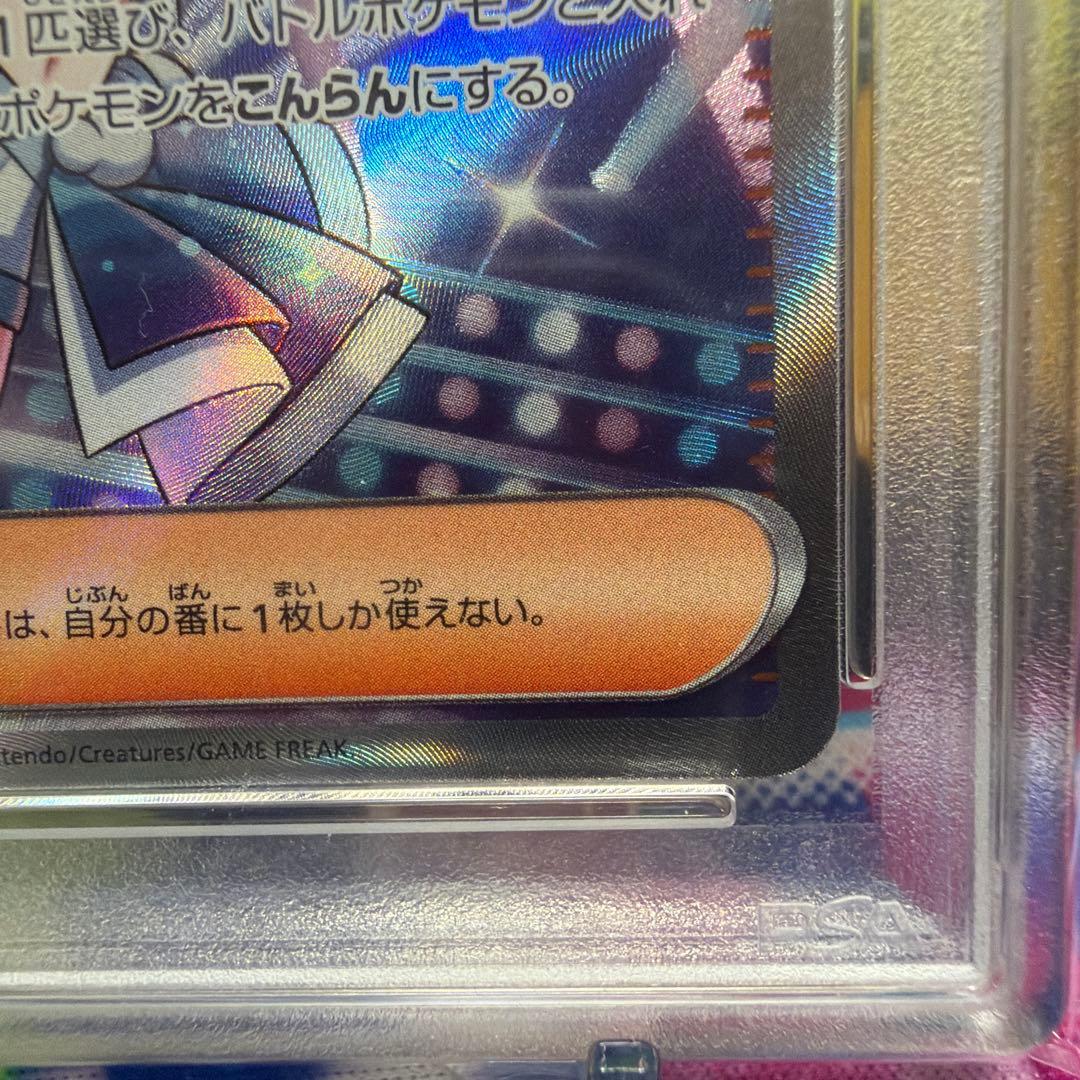 1匹選び、バトルポケモンと入れ
ポケモンをこんらんにする。
じぶん ばん まい つか
は、自分の番に1枚しか使えない。
tendo/Creatures/GAME FREAK
PSA